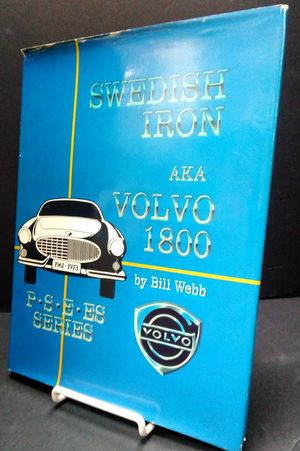 SWEDISH
IRON
AKA
VOLVO
1800
1961-1973
by Bill Webb
P·S·E·ES
SERIES
VOLVO